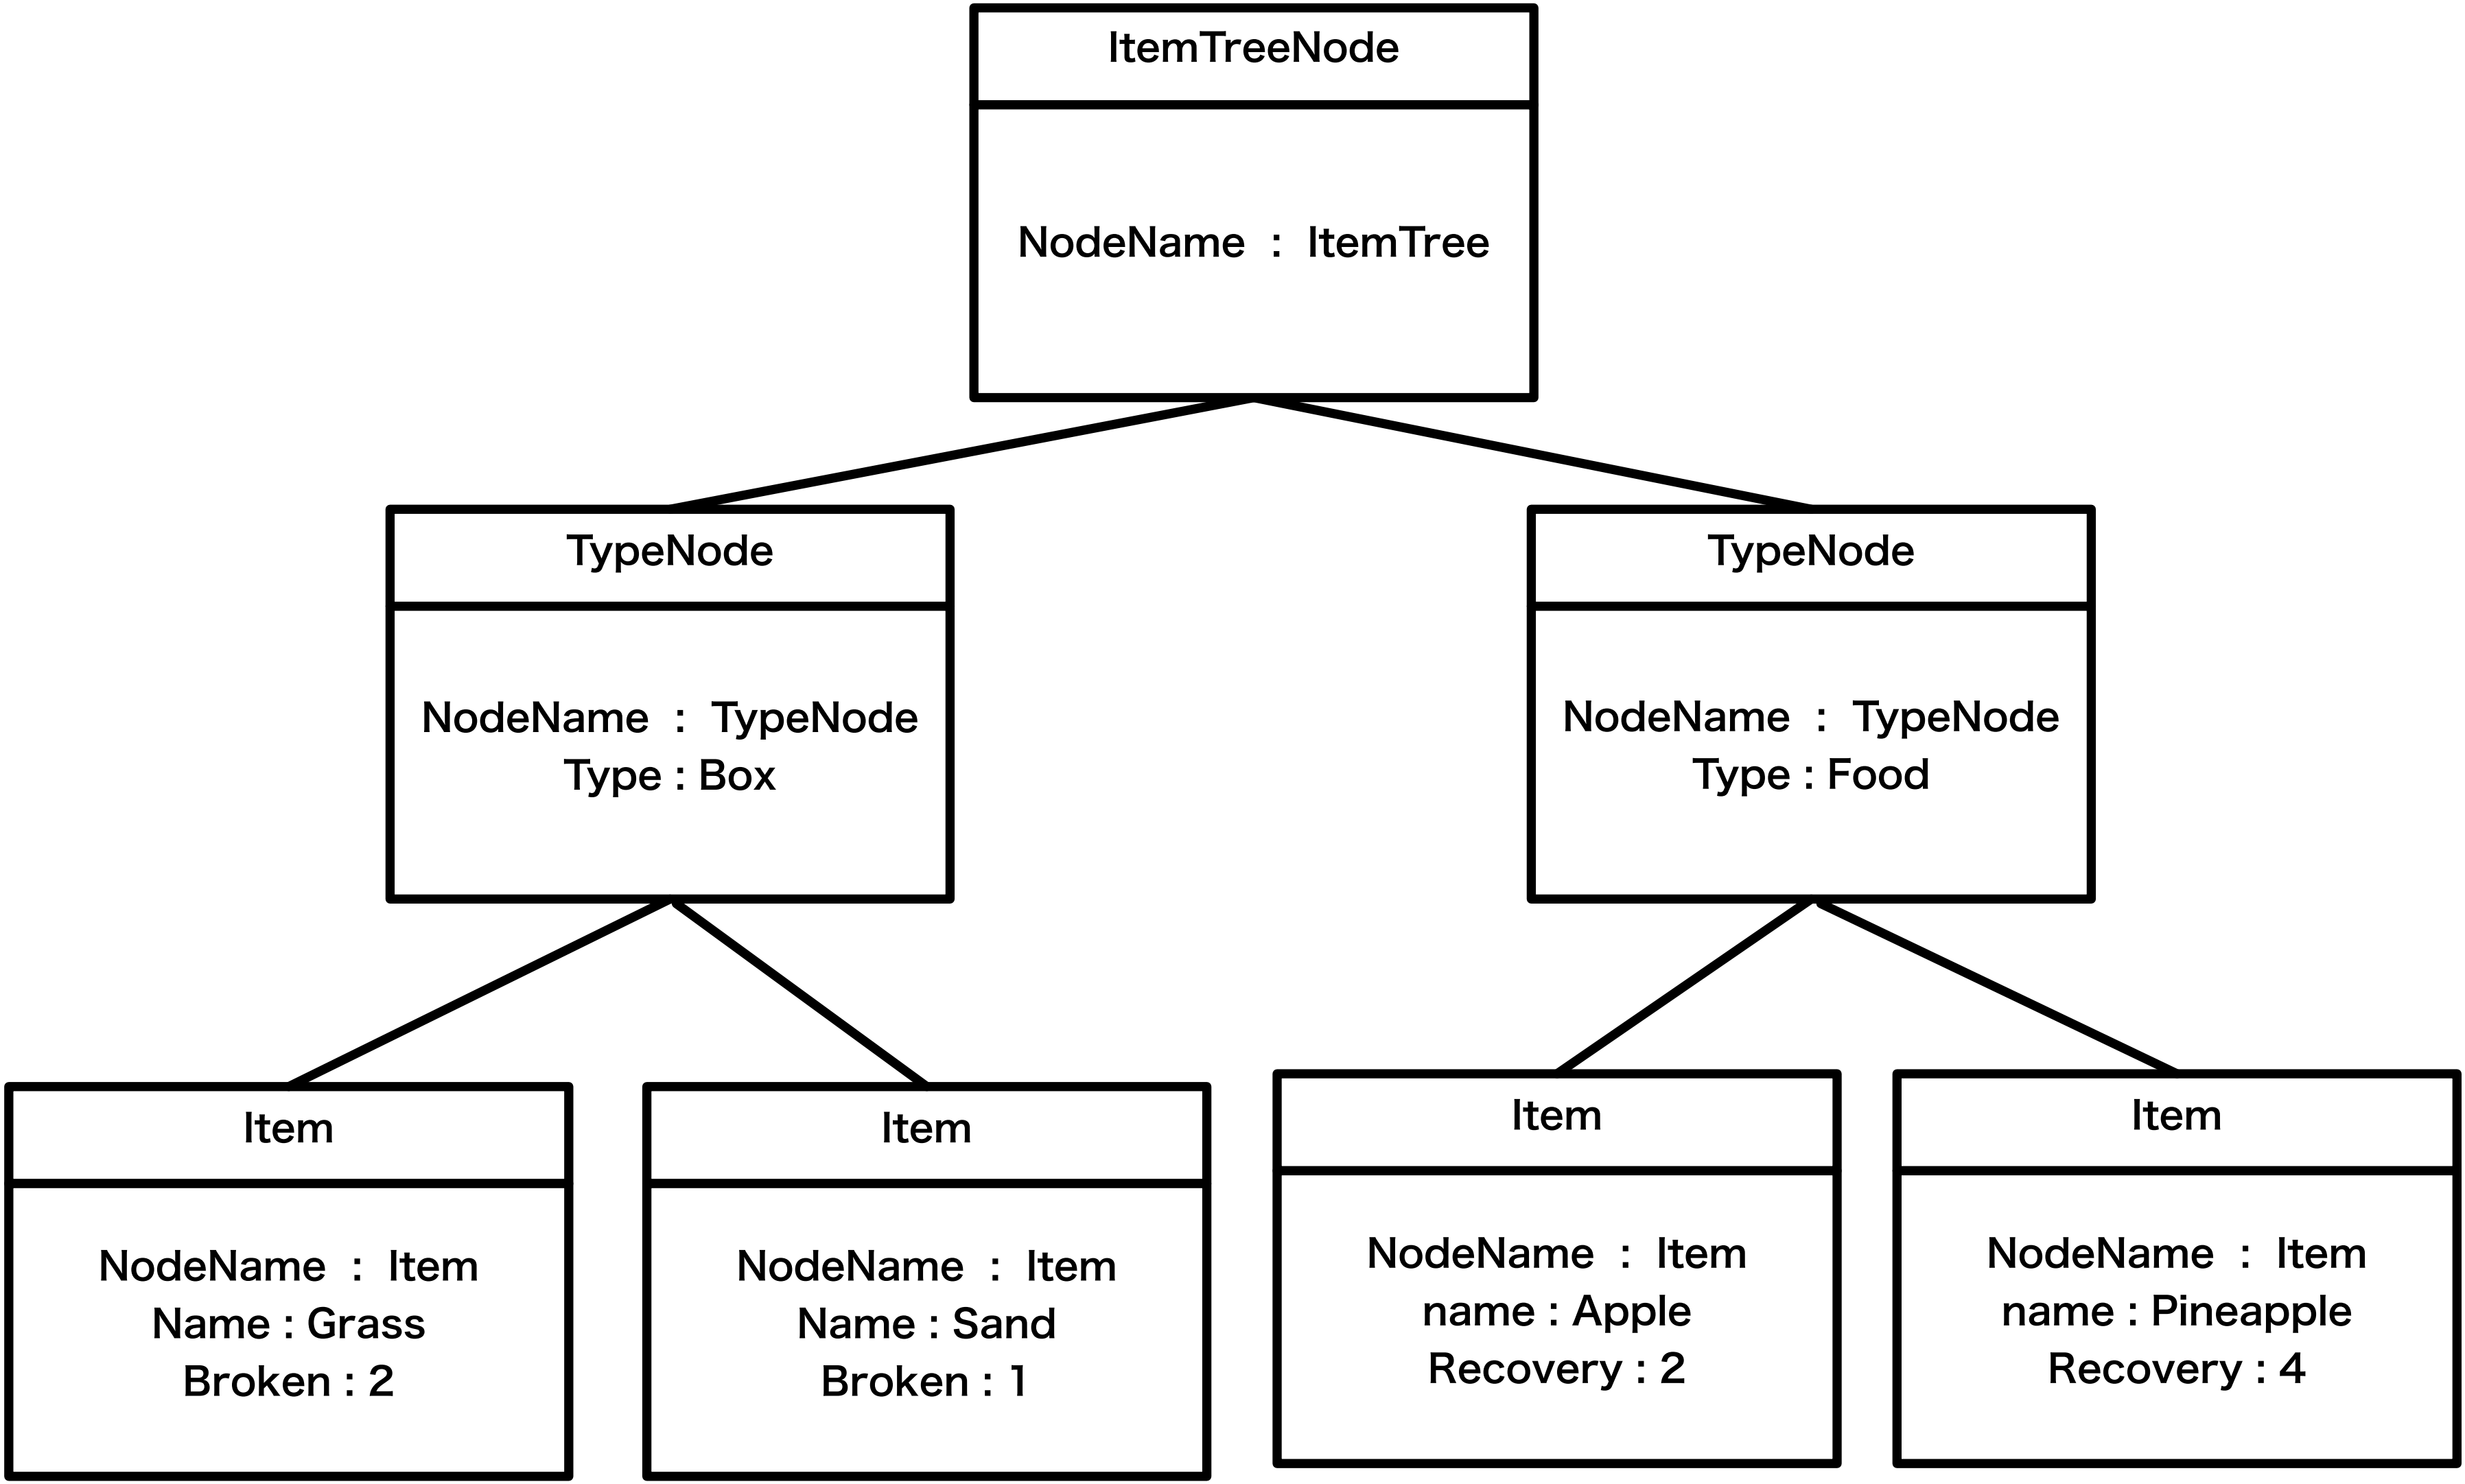 ItemTreeNode
NodeName : ItemTree
TypeNode
NodeName : TypeNode
Type : Box
TypeNode
NodeName : TypeNode
Type : Food
Item
NodeName : Item
Name : Grass
Broken : 2
Item
NodeName : Item
Name : Sand
Broken : 1
Item
NodeName : Item
name : Apple
Recovery : 2
Item
NodeName : Item
name : Pineapple
Recovery : 4